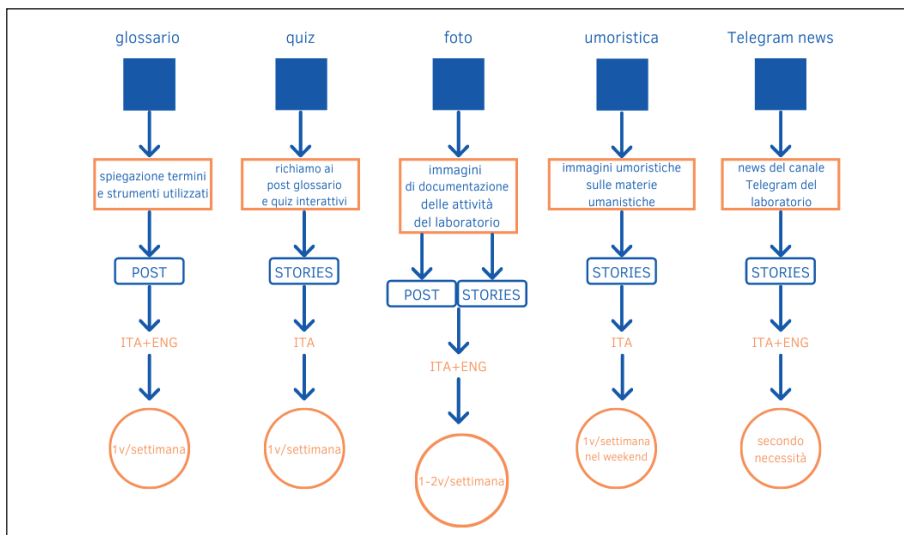 glossario
quiz
foto
umoristica
Telegram news
spiegazione termini
e strumenti utilizzati
richiamo ai
post glossario
e quiz interattivi
immagini
di documentazione
delle attività
del laboratorio
immagini umoristiche
sulle materie
umanistiche
news del canale
Telegram del
laboratorio
POST
STORIES
POST
STORIES
STORIES
STORIES
ITA+ENG
ITA
ITA+ENG
ITA
ITA+ENG
1v/settimana
1v/settimana
1-2v/settimana
1v/settimana
nel weekend
secondo
necessità